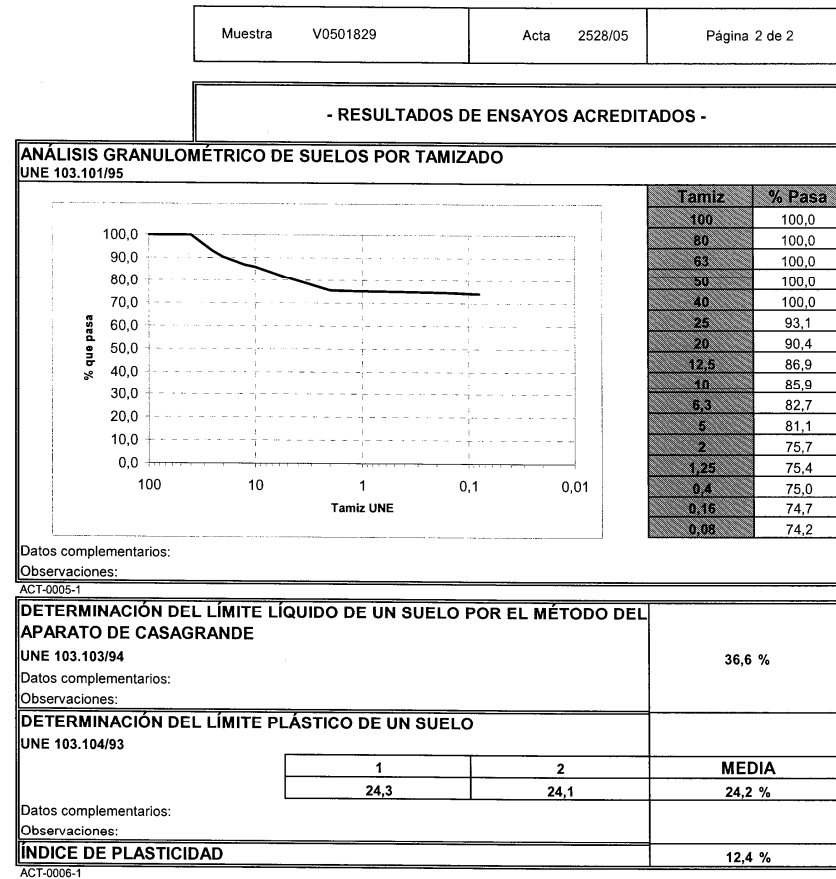 Muestra V0501829 Acta 2528/05 Página 2 de 2
- RESULTADOS DE ENSAYOS ACREDITADOS -
ANÁLISIS GRANULOMÉTRICO DE SUELOS POR TAMIZADO
UNE 103.101/95
100,0
90,0
80,0
70,0
60,0
50,0
40,0
30,0
20,0
10,0
0,0
% que pasa
100 10 1 0,1 0,01
Tamiz UNE
Tamiz % Pasa
100 100,0
80 100,0
63 100,0
50 100,0
40 100,0
25 93,1
20 90,4
12,5 86,9
10 85,9
6,3 82,7
5 81,1
2 75,7
1,25 75,4
0,4 75,0
0,16 74,7
0,08 74,2
Datos complementarios:
Observaciones:
ACT-0005-1
DETERMINACIÓN DEL LÍMITE LÍQUIDO DE UN SUELO POR EL MÉTODO DEL
APARATO DE CASAGRANDE
UNE 103.103/94
36,6 %
Datos complementarios:
Observaciones:
DETERMINACIÓN DEL LÍMITE PLÁSTICO DE UN SUELO
UNE 103.104/93
1 2 MEDIA
24,3 24,1 24,2 %
Datos complementarios:
Observaciones:
ÍNDICE DE PLASTICIDAD 12,4 %
ACT-0006-1